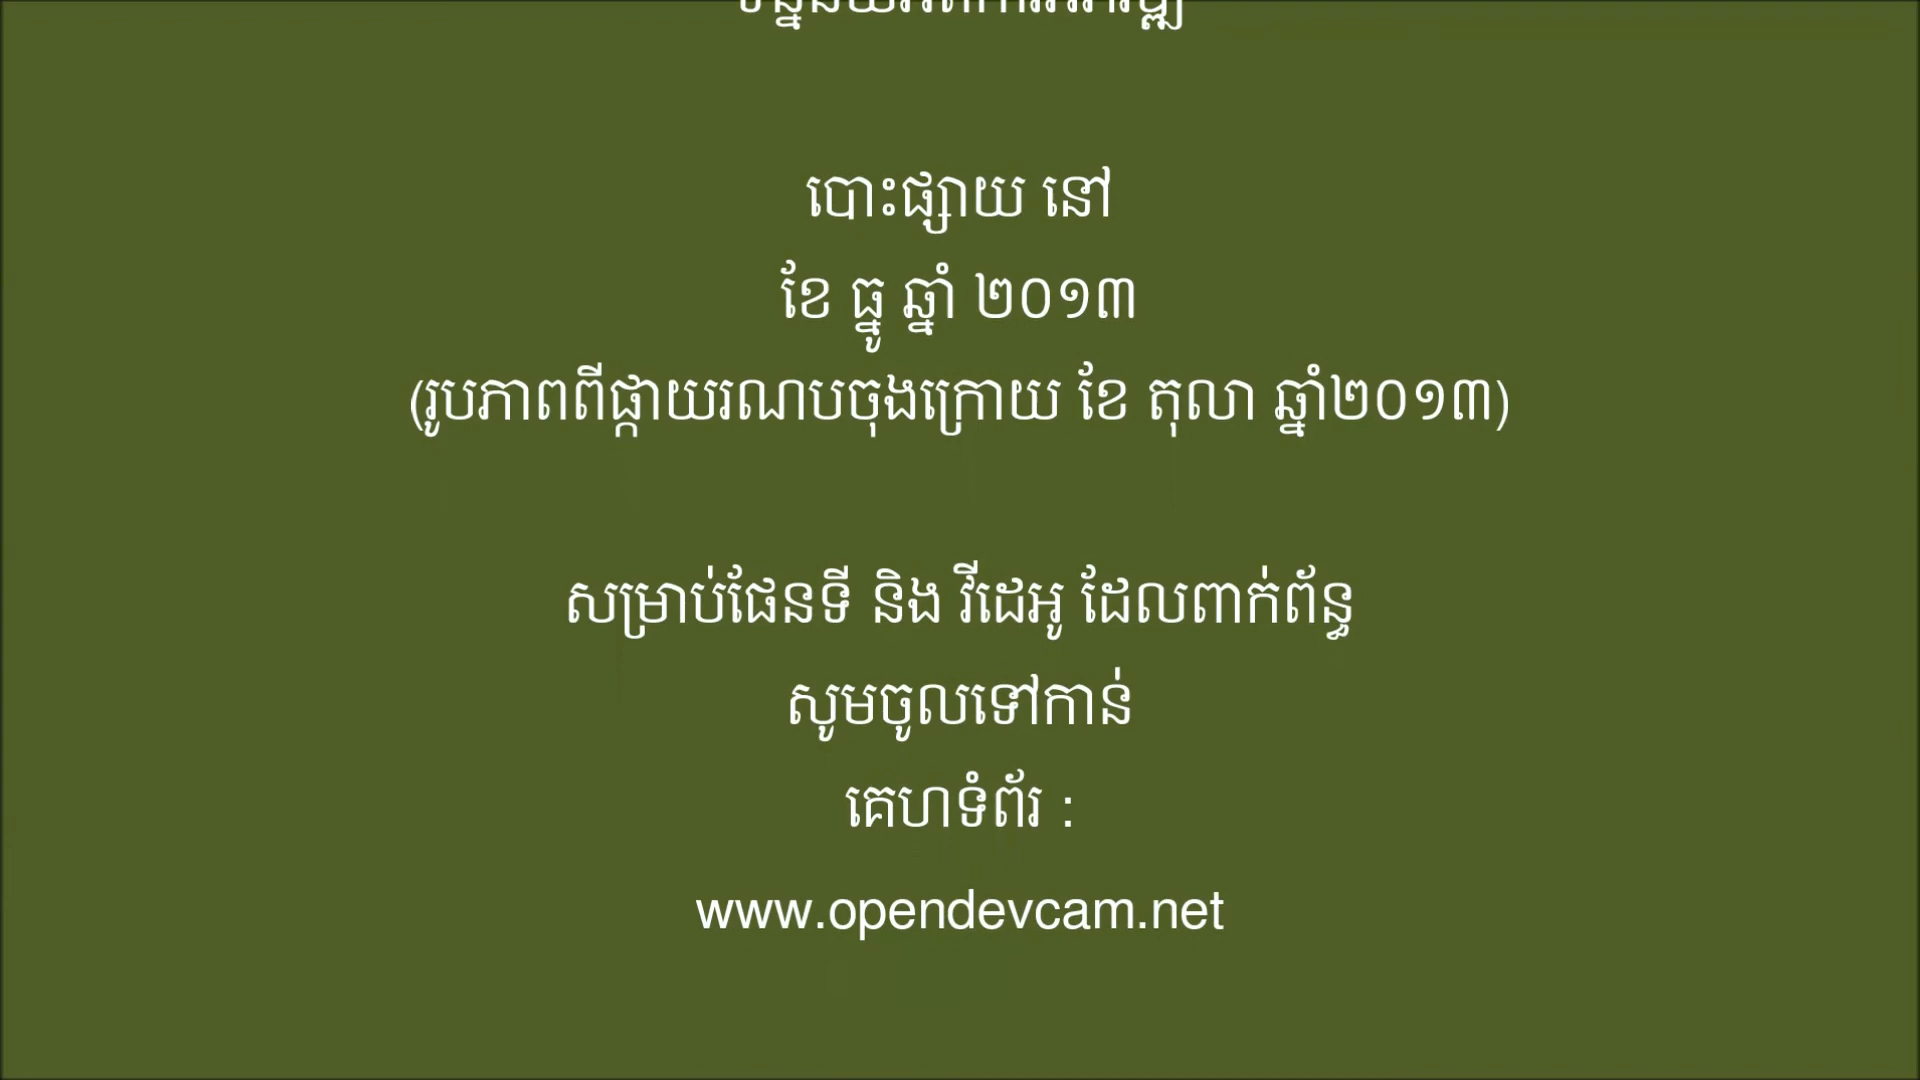 បោះផ្សាយ នៅ
ខែ ធ្នូ ឆ្នាំ ២០១៣
(រូបភាពពីផ្កាយរណបចុងក្រោយ ខែ តុលា ឆ្នាំ២០១៣)
សម្រាប់ផែនទី និង វីដេអូ ដែលពាក់ព័ន្ធ
សូមចូលទៅកាន់
គេហទំព័រ :
www.opendevcam.net